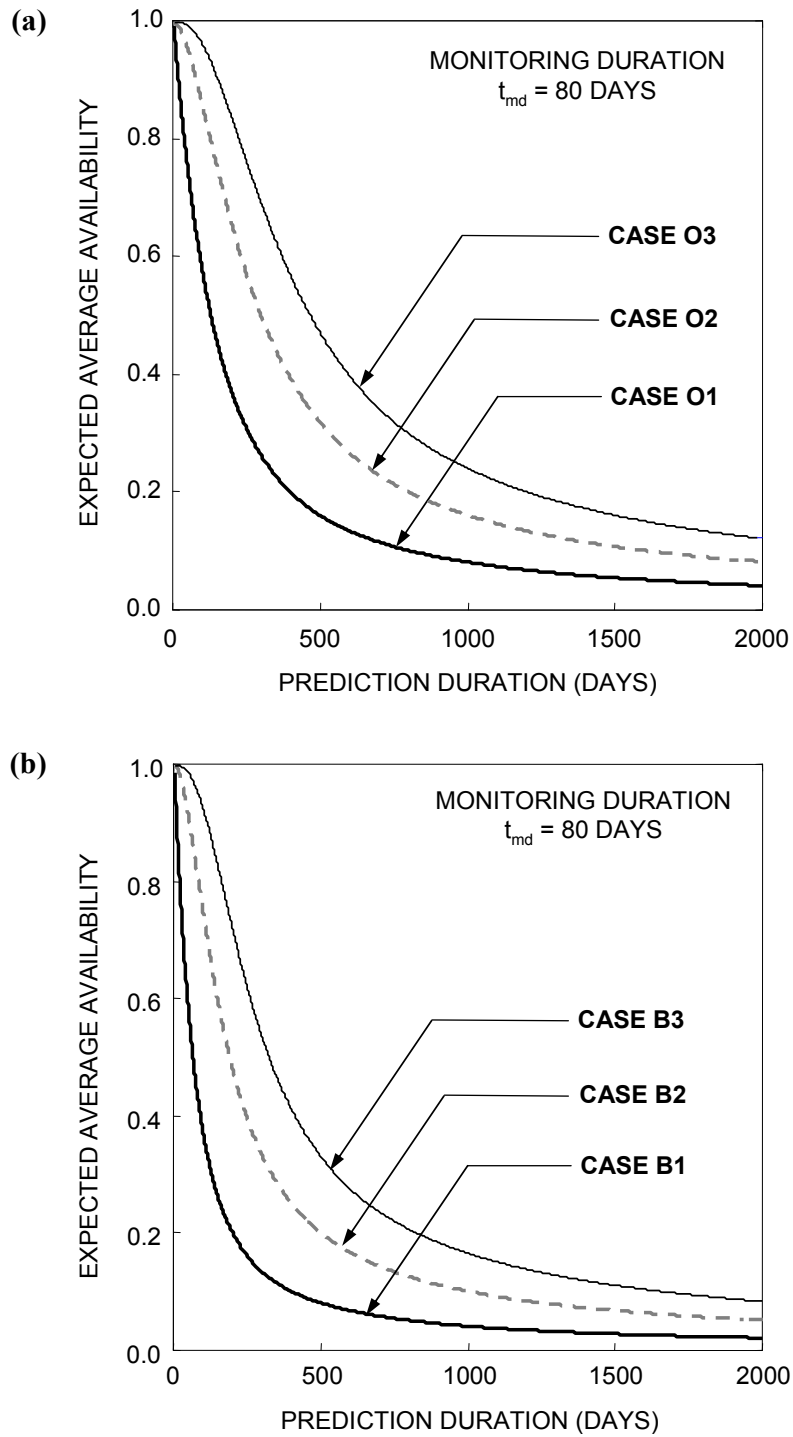 (a)
EXPECTED AVERAGE AVAILABILITY
1.0
0.8
0.6
0.4
0.2
0.0
MONITORING DURATION
t_md = 80 DAYS
CASE O3
CASE O2
CASE O1
0 500 1000 1500 2000
PREDICTION DURATION (DAYS)
(b)
EXPECTED AVERAGE AVAILABILITY
1.0
0.8
0.6
0.4
0.2
0.0
MONITORING DURATION
t_md = 80 DAYS
CASE B3
CASE B2
CASE B1
0 500 1000 1500 2000
PREDICTION DURATION (DAYS)